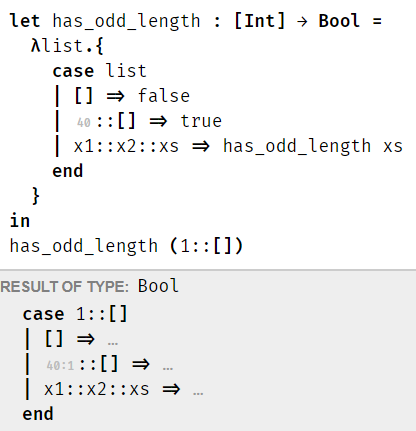 let has_odd_length : [Int] → Bool =
λlist.{
case list
| [] ⇒ false
| 40::[] ⇒ true
| x1::x2::xs ⇒ has_odd_length xs
end
}
in
has_odd_length (1::[])
RESULT OF TYPE: Bool
case 1::[]
| [] ⇒ …
| 40:1::[] ⇒ …
| x1::x2::xs ⇒ …
end